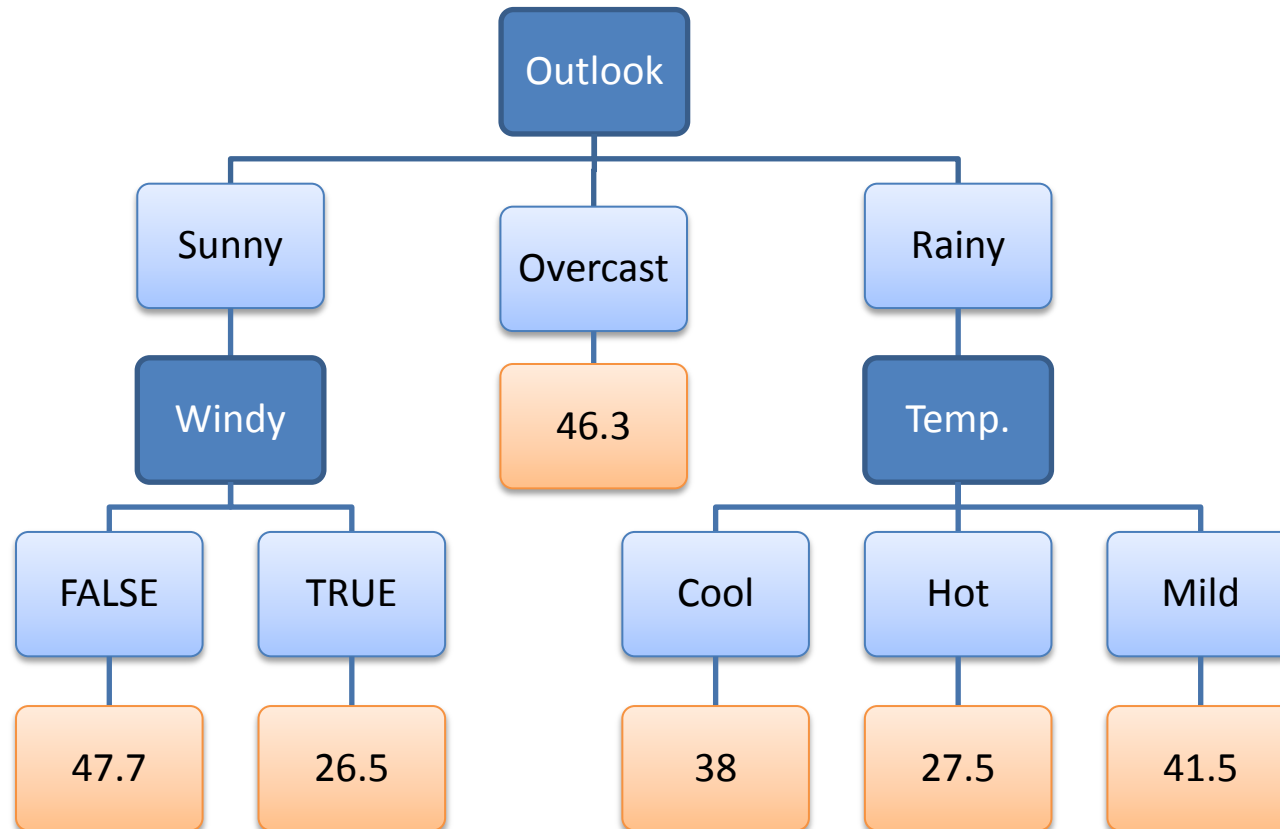 Outlook
Sunny
Overcast
Rainy
Windy
46.3
Temp.
FALSE
TRUE
Cool
Hot
Mild
47.7
26.5
38
27.5
41.5